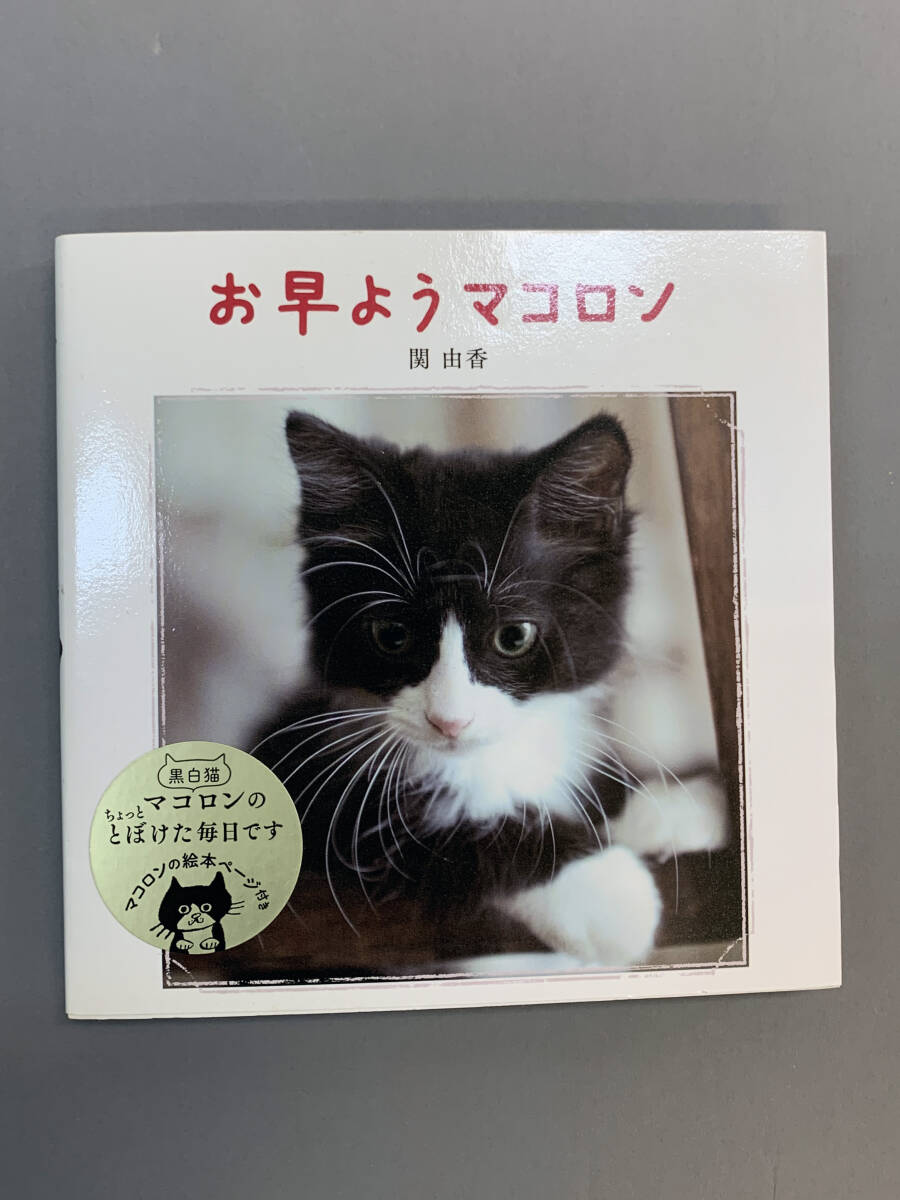 お早ようマコロン
関 由香
黒白猫
マコロンの
ちょっと
とぼけた毎日です
マコロンの絵本ページ付き